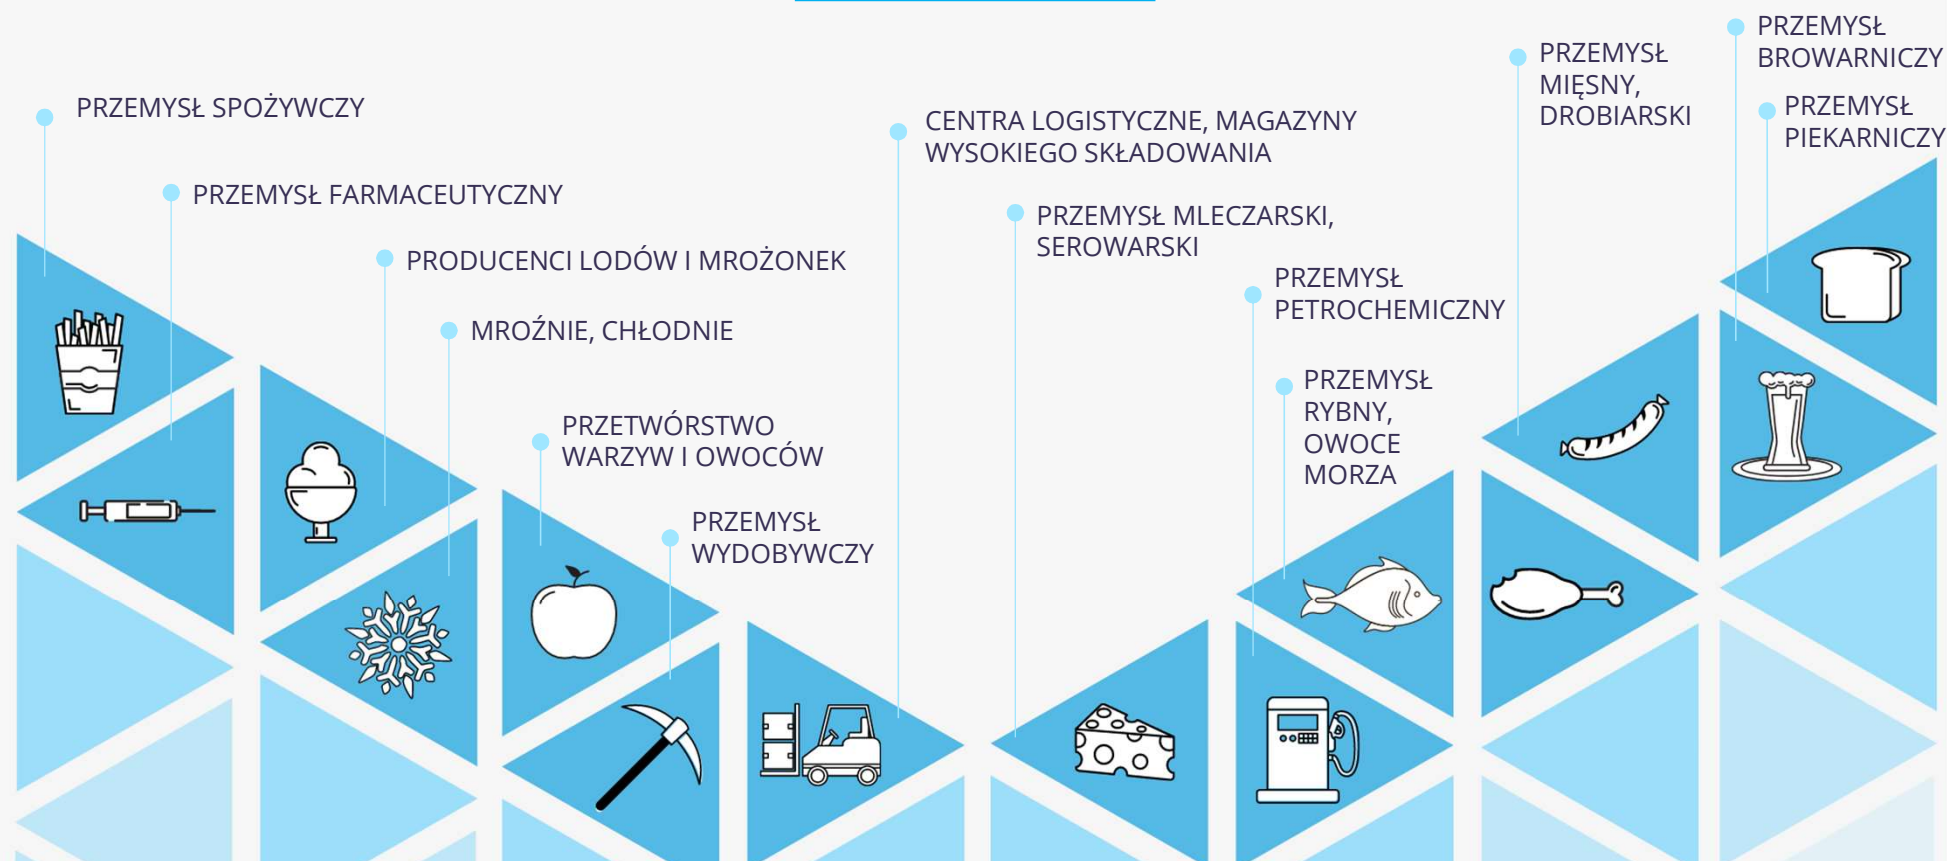 PRZEMYSŁ SPOŻYWCZY
PRZEMYSŁ FARMACEUTYCZNY
PRODUCENCI LODÓW I MROŻONEK
MROŹNIE, CHŁODNIE
PRZETWÓRSTWO
WARZYW I OWOCÓW
PRZEMYSŁ
WYDOBYWCZY
CENTRA LOGISTYCZNE, MAGAZYNY
WYSOKIEGO SKŁADOWANIA
PRZEMYSŁ MLECZARSKI,
SEROWARSKI
PRZEMYSŁ
PETROCHEMICZNY
PRZEMYSŁ
RYBNY,
OWOCE
MORZA
PRZEMYSŁ
MIĘSNY,
DROBIARSKI
PRZEMYSŁ
BROWARNICZY
PRZEMYSŁ
PIEKARNICZY